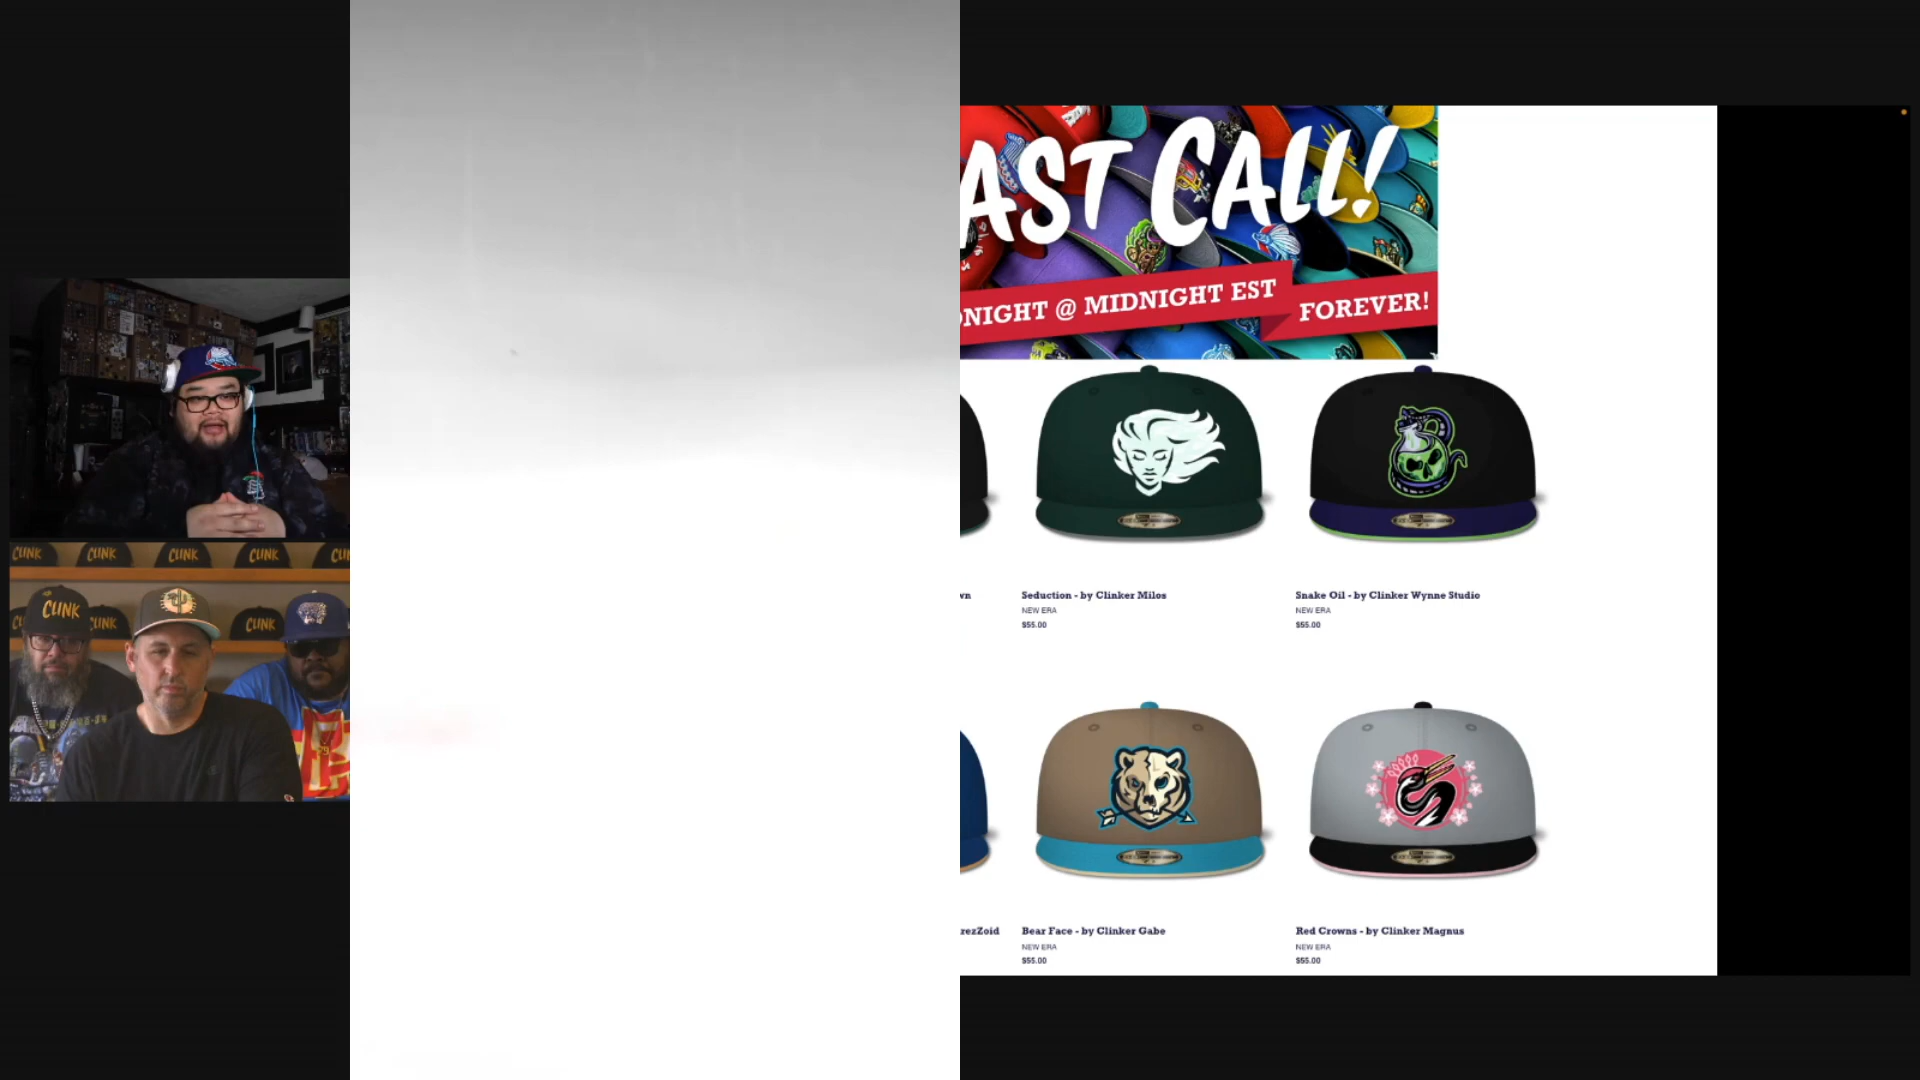 AST CALL!
ONIGHT @ MIDNIGHT EST FOREVER!
CLINK CLINK CLINK CLINK
CLINK CLINK CLINK
wn
Seduction - by Clinker Milos
NEW ERA
$55.00
Snake Oil - by Clinker Wynne Studio
NEW ERA
$55.00
rezZoid
Bear Face - by Clinker Gabe
NEW ERA
$55.00
Red Crowns - by Clinker Magnus
NEW ERA
$55.00